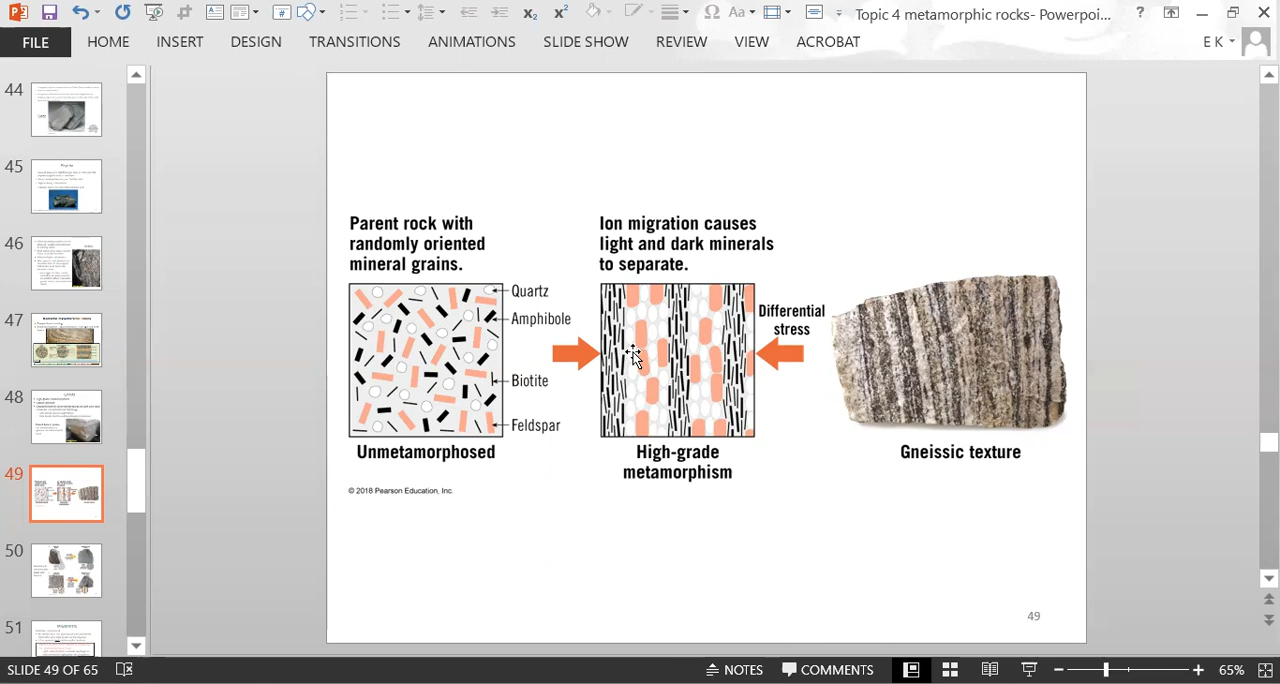 Topic 4 metamorphic rocks- Powerpoi...
FILE
HOME
INSERT
DESIGN
TRANSITIONS
ANIMATIONS
SLIDE SHOW
REVIEW
VIEW
ACROBAT
E K
44
45
46
47
48
49
50
51
Parent rock with
randomly oriented
mineral grains.
Quartz
Amphibole
Biotite
Feldspar
Unmetamorphosed
Ion migration causes
light and dark minerals
to separate.
Differential
stress
High-grade
metamorphism
Gneissic texture
© 2018 Pearson Education, Inc.
49
SLIDE 49 OF 65
NOTES
COMMENTS
65%